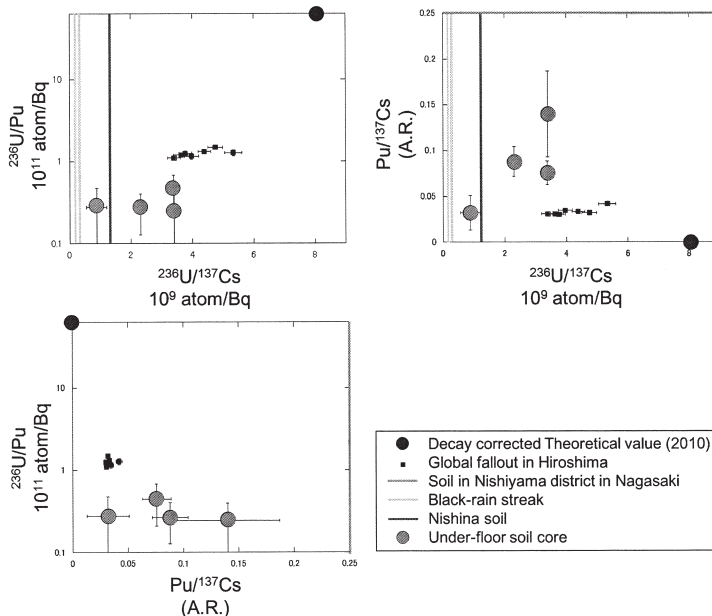 ²³⁶U/Pu
10¹¹ atom/Bq
10
1
0.1
0
2
4
6
8
²³⁶U/¹³⁷Cs
10⁹ atom/Bq
Pu/¹³⁷Cs
(A.R.)
0.25
0.2
0.15
0.1
0.05
0
0
2
4
6
8
²³⁶U/¹³⁷Cs
10⁹ atom/Bq
²³⁶U/Pu
10¹¹ atom/Bq
10
1
0.1
0
0.05
0.1
0.15
0.2
0.25
Pu/¹³⁷Cs
(A.R.)
Decay corrected Theoretical value (2010)
Global fallout in Hiroshima
Soil in Nishiyama district in Nagasaki
Black-rain streak
Nishina soil
Under-floor soil core